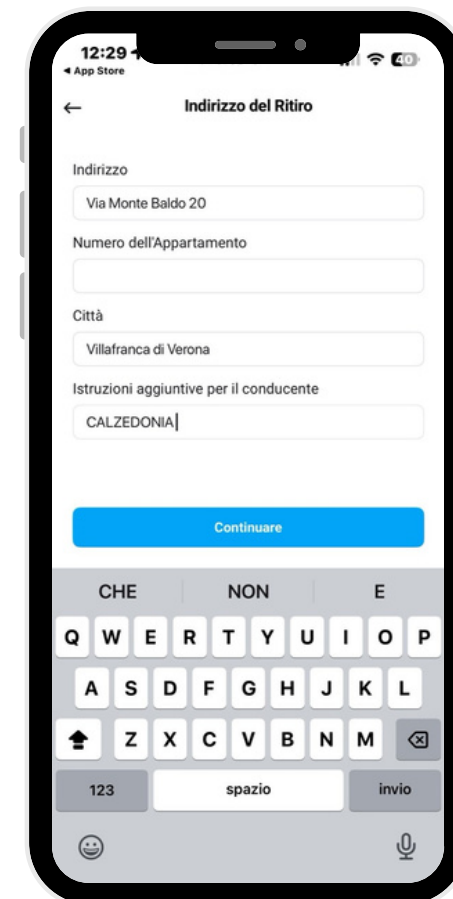 12:29
◀ App Store
40
Indirizzo del Ritiro
Indirizzo
Via Monte Baldo 20
Numero dell'Appartamento
Città
Villafranca di Verona
Istruzioni aggiuntive per il conducente
CALZEDONIA
Continuare
CHE NON E
Q W E R T Y U I O P
A S D F G H J K L
Z X C V B N M
123 spazio invio